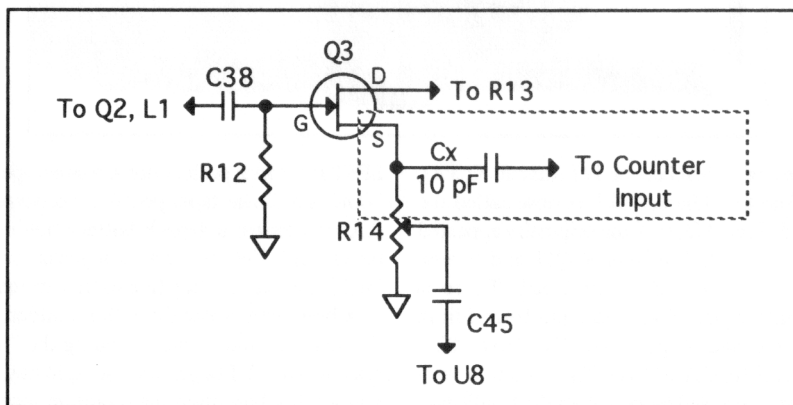 Q3
C38
D
To R13
To Q2, L1
G
S
R12
Cx
10 pF
To Counter
Input
R14
C45
To U8